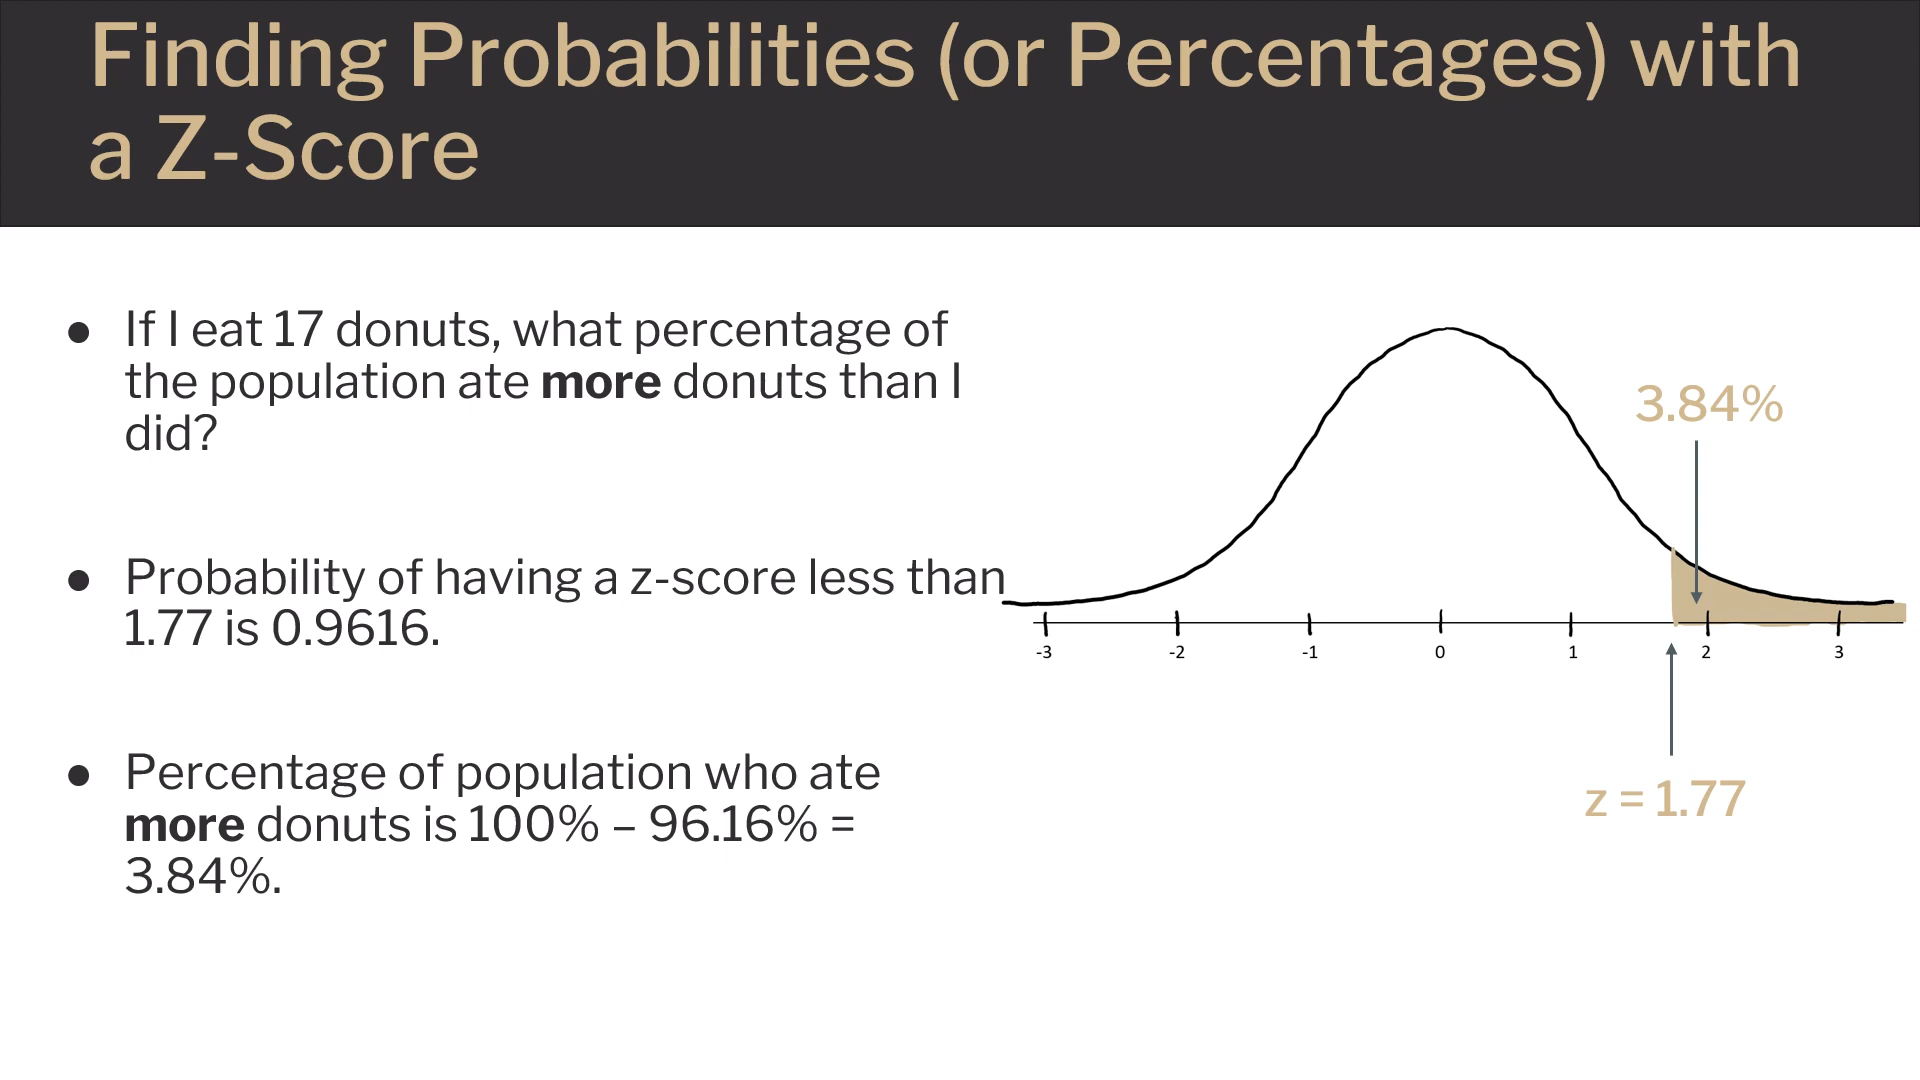 Finding Probabilities (or Percentages) with
a Z-Score
● If I eat 17 donuts, what percentage of
the population ate more donuts than I
did?
● Probability of having a z-score less than
1.77 is 0.9616.
● Percentage of population who ate
more donuts is 100% – 96.16% =
3.84%.
3.84%
-3 -2 -1 0 1 2 3
z = 1.77